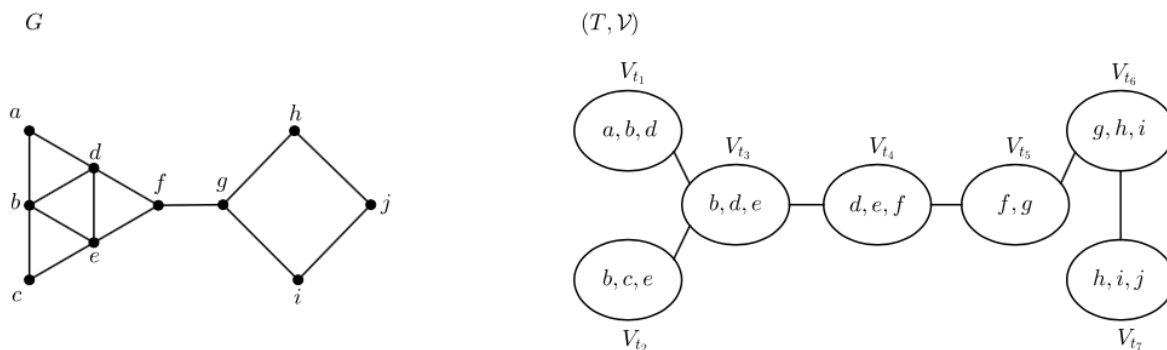 G
(T, 𝒱)
a
b
c
d
e
f
g
h
i
j
V_{t_1}
a, b, d
V_{t_2}
b, c, e
V_{t_3}
b, d, e
V_{t_4}
d, e, f
V_{t_5}
f, g
V_{t_6}
g, h, i
V_{t_7}
h, i, j